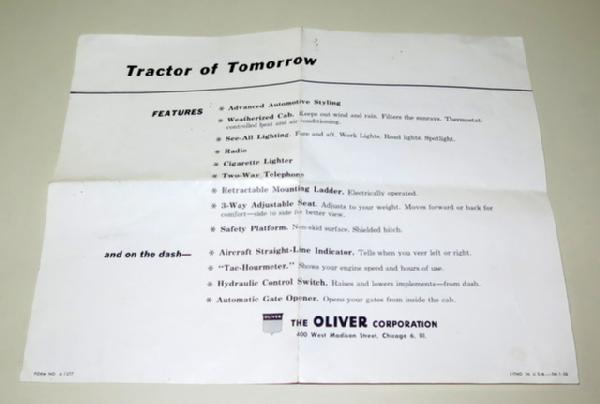 Tractor of Tomorrow
FEATURES
* Advanced Automotive Styling
* Weatherized Cab. Keeps out wind and rain. Filters the sunrays. Thermostat
controlled heat and air conditioning.
* See-All Lighting. Fore and aft. Work Lights. Road lights. Spotlight.
* Radio
* Cigarette Lighter
* Two-Way Telephone
* Retractable Mounting Ladder. Electrically operated.
* 3-Way Adjustable Seat. Adjusts to your weight. Moves forward or back for
comfort—side to side for better view.
* Safety Platform. Non-skid surface. Shielded hitch.
and on the dash—
* Aircraft Straight-Line Indicator. Tells when you veer left or right.
* "Tac-Hourmeter." Shows your engine speed and hours of use.
* Hydraulic Control Switch. Raises and lowers implements—from dash.
* Automatic Gate Opener. Opens your gates from inside the cab.
OLIVER
THE OLIVER CORPORATION
400 West Madison Street, Chicago 6, Ill.
FORM NO.
LITHO IN U.S.A.